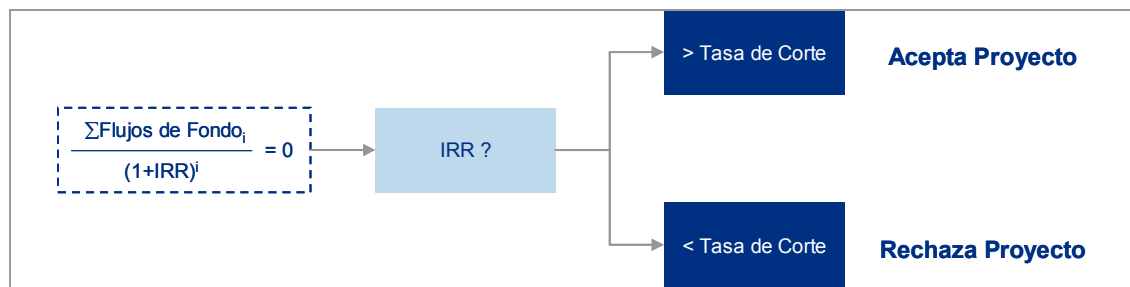 > Tasa de Corte
Acepta Proyecto
∑Flujos de Fondoᵢ
(1+IRR)ⁱ
= 0
IRR ?
< Tasa de Corte
Rechaza Proyecto